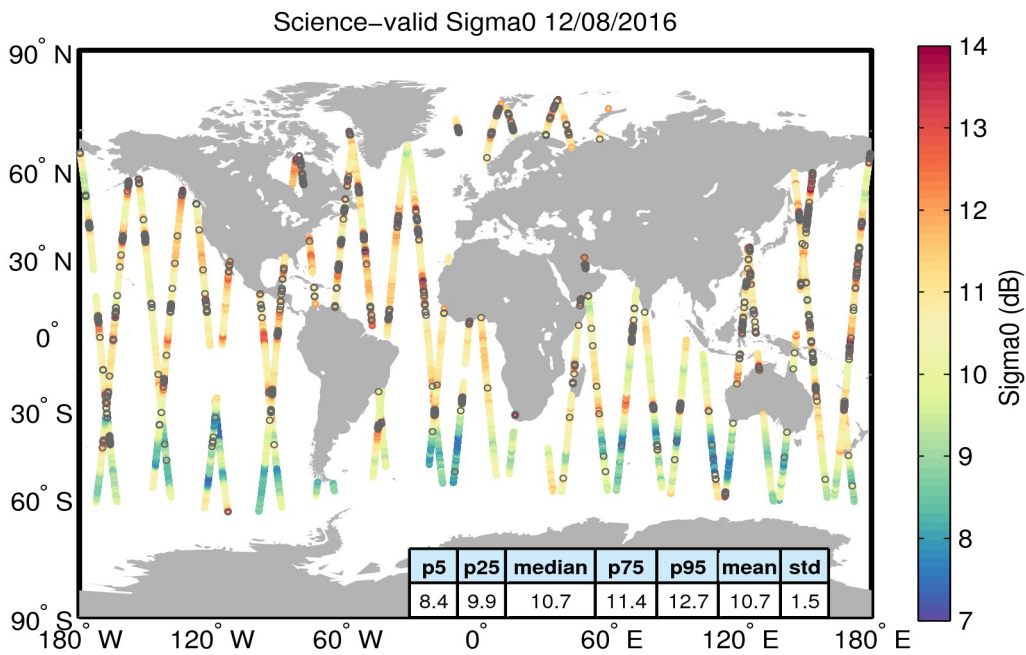 Science−valid Sigma0 12/08/2016
90° N
60° N
30° N
0°
30° S
60° S
90° S
180° W
120° W
60° W
0°
60° E
120° E
180° E
p5 p25 median p75 p95 mean std
8.4 9.9 10.7 11.4 12.7 10.7 1.5
14
13
12
11
10
9
8
7
Sigma0 (dB)